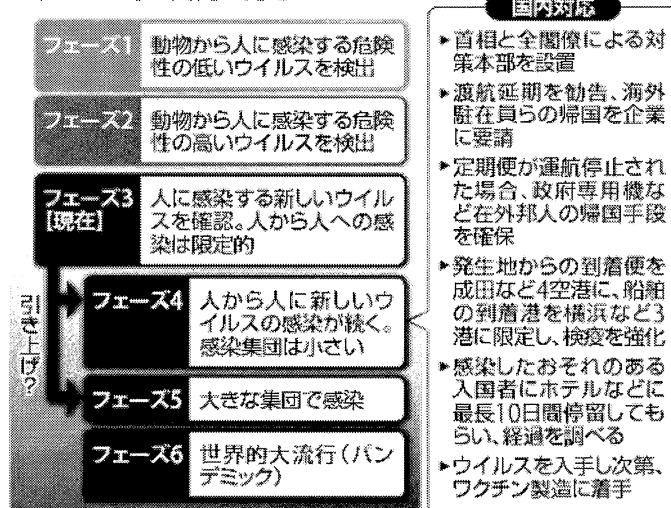 フェーズ1
動物から人に感染する危険
性の低いウイルスを検出
フェーズ2
動物から人に感染する危険
性の高いウイルスを検出
フェーズ3
[現在]
人に感染する新しいウイル
スを確認。人から人への感
染は限定的
引き上げ?
フェーズ4
人から人に新しいウ
イルスの感染が続く。
感染集団は小さい
フェーズ5
大きな集団で感染
フェーズ6
世界的大流行(パン
デミック)
国内対応
▶首相と全閣僚による対
策本部を設置
▶渡航延期を勧告、海外
駐在員らの帰国を企業
に要請
▶定期便が運航停止され
た場合、政府専用機な
ど在外邦人の帰国手段
を確保
▶発生地からの到着便を
成田など4空港に、船舶
の到着港を横浜など3
港に限定し、検疫を強化
▶感染したおそれのある
入国者にホテルなどに
最長10日間停留しても
らい、経過を調べる
▶ウイルスを入手し次第、
ワクチン製造に着手